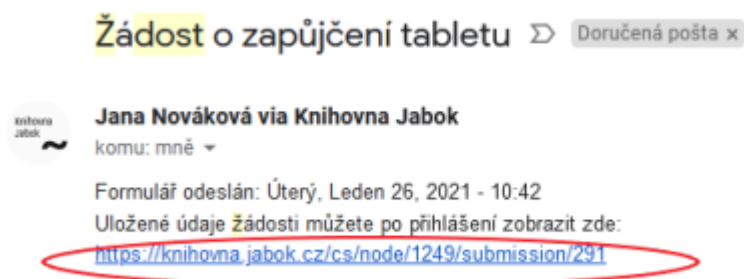 Žádost o zapůjčení tabletu Doručená pošta x
knihovna
jabok
Jana Nováková via Knihovna Jabok
komu: mně
Formulář odeslán: Úterý, Leden 26, 2021 - 10:42
Uložené údaje žádosti můžete po přihlášení zobrazit zde:
https://knihovna.jabok.cz/cs/node/1249/submission/291